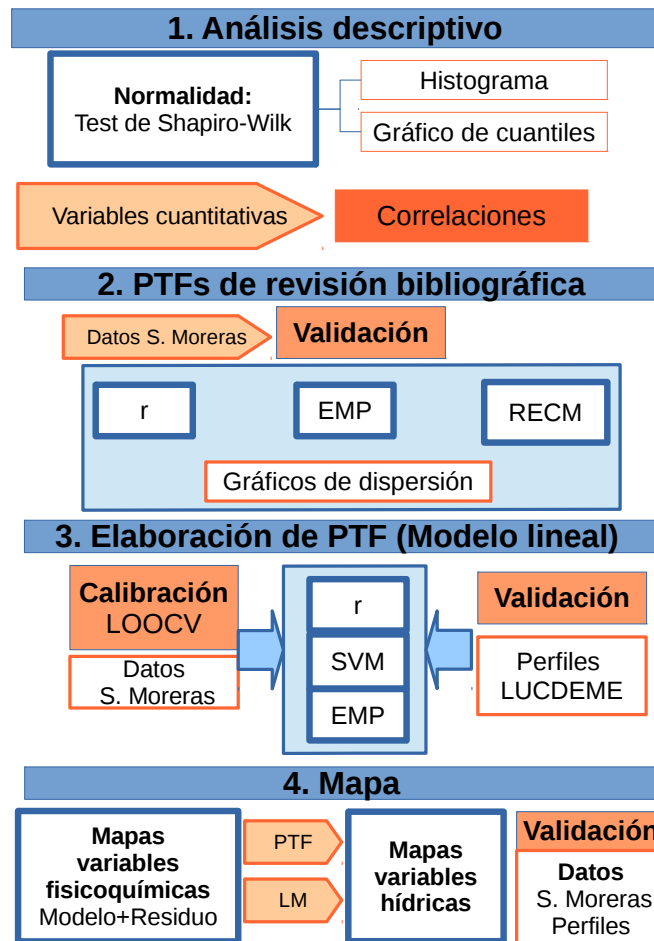 1. Análisis descriptivo
Normalidad:
Test de Shapiro-Wilk
Histograma
Gráfico de cuantiles
Variables cuantitativas
Correlaciones
2. PTFs de revisión bibliográfica
Datos S. Moreras
Validación
r
EMP
RECM
Gráficos de dispersión
3. Elaboración de PTF (Modelo lineal)
Calibración
LOOCV
Datos
S. Moreras
r
SVM
EMP
Validación
Perfiles
LUCDEME
4. Mapa
Mapas
variables
fisicoquímicas
Modelo+Residuo
PTF
LM
Mapas
variables
hídricas
Validación
Datos
S. Moreras
Perfiles